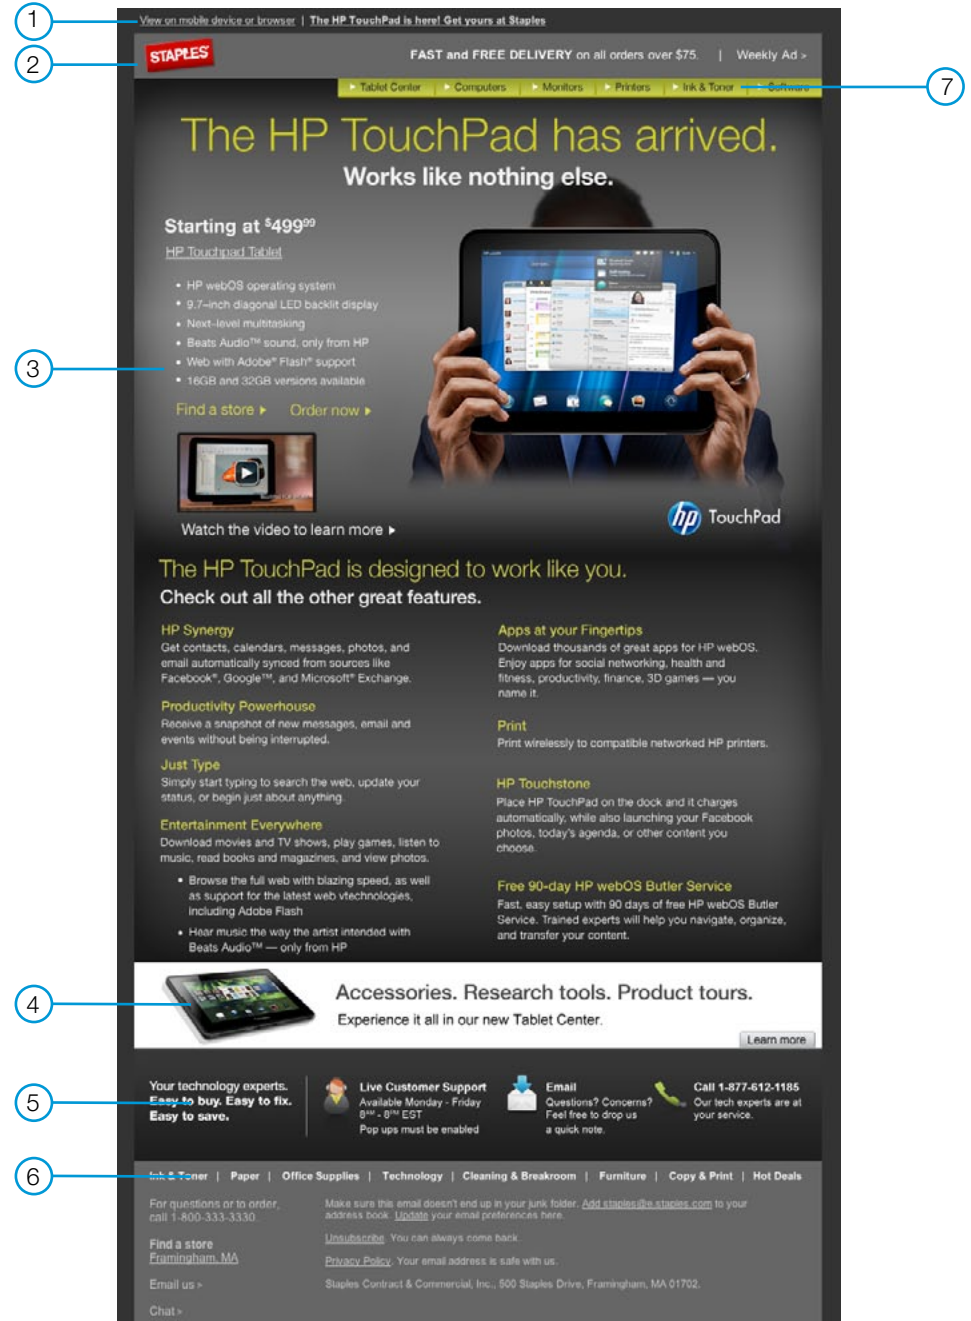 1
View on mobile device or browser | The HP TouchPad is here! Get yours at Staples
2
STAPLES
FAST and FREE DELIVERY on all orders over $75. | Weekly Ad >
Tablet Center
Computers
Monitors
Printers
Ink & Toner
Software
7
The HP TouchPad has arrived.
Works like nothing else.
Starting at $499⁹⁹
HP Touchpad Tablet
• HP webOS operating system
• 9.7–inch diagonal LED backlit display
• Next–level multitasking
• Beats Audio™ sound, only from HP
3
• Web with Adobe® Flash® support
• 16GB and 32GB versions available
Find a store
Order now
Watch the video to learn more
hp TouchPad
The HP TouchPad is designed to work like you.
Check out all the other great features.
HP Synergy
Get contacts, calendars, messages, photos, and
email automatically synced from sources like
Facebook®, Google™, and Microsoft® Exchange.
Productivity Powerhouse
Receive a snapshot of new messages, email and
events without being interrupted.
Just Type
Simply start typing to search the web, update your
status, or begin just about anything.
Entertainment Everywhere
Download movies and TV shows, play games, listen to
music, read books and magazines, and view photos.
• Browse the full web with blazing speed, as well
as support for the latest web vtechnologies,
including Adobe Flash
• Hear music the way the artist intended with
Beats Audio™ — only from HP
Apps at your Fingertips
Download thousands of great apps for HP webOS.
Enjoy apps for social networking, health and
fitness, productivity, finance, 3D games — you
name it.
Print
Print wirelessly to compatible networked HP printers.
HP Touchstone
Place HP TouchPad on the dock and it charges
automatically, while also launching your Facebook
photos, today's agenda, or other content you
choose.
Free 90-day HP webOS Butler Service
Fast, easy setup with 90 days of free HP webOS Butler
Service. Trained experts will help you navigate, organize,
and transfer your content.
4
Accessories. Research tools. Product tours.
Experience it all in our new Tablet Center.
Learn more
5
Your technology experts.
Easy to buy. Easy to fix.
Easy to save.
Live Customer Support
Available Monday - Friday
8ᴬᴹ - 8ᴾᴹ EST
Pop ups must be enabled
Email
Questions? Concerns?
Feel free to drop us
a quick note.
Call 1-877-612-1185
Our tech experts are at
your service.
6
Ink & Toner | Paper | Office Supplies | Technology | Cleaning & Breakroom | Furniture | Copy & Print | Hot Deals
For questions or to order,
call 1-800-333-3330.
Find a store
Framingham, MA
Email us >
Chat >
Make sure this email doesn't end up in your junk folder. Add staples@e.staples.com to your
address book. Update your email preferences here.
Unsubscribe. You can always come back.
Privacy Policy. Your email address is safe with us.
Staples Contract & Commercial, Inc., 500 Staples Drive, Framingham, MA 01702.